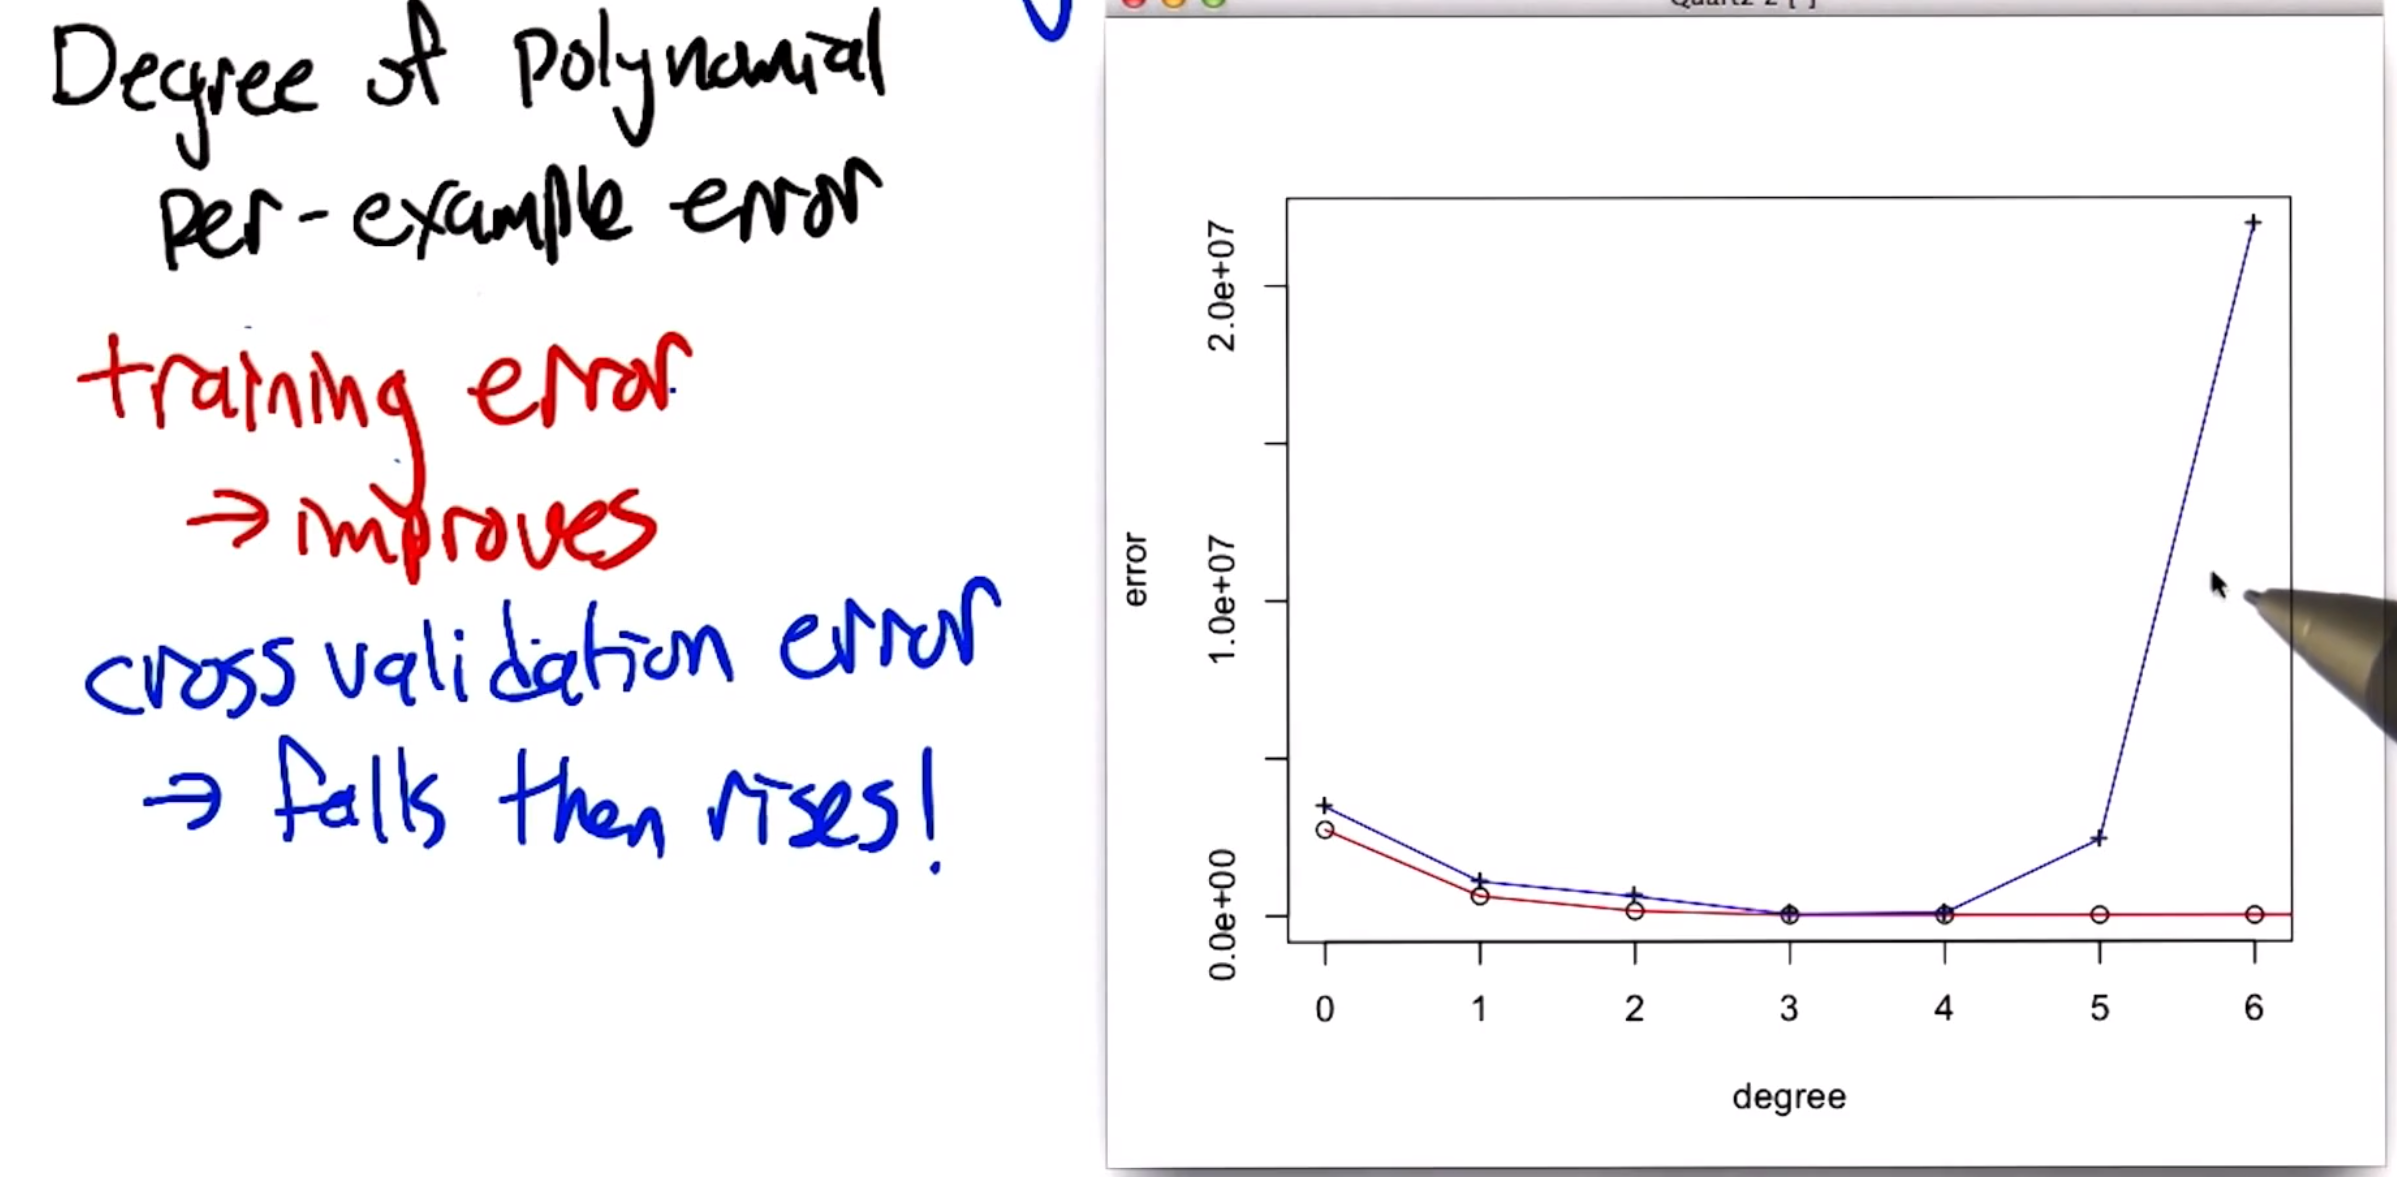 Degree of polynomial
per-example error
training error
→ improves
cross validation error
→ falls then rises!
error
2.0e+07
1.0e+07
0.0e+00
0 1 2 3 4 5 6
degree